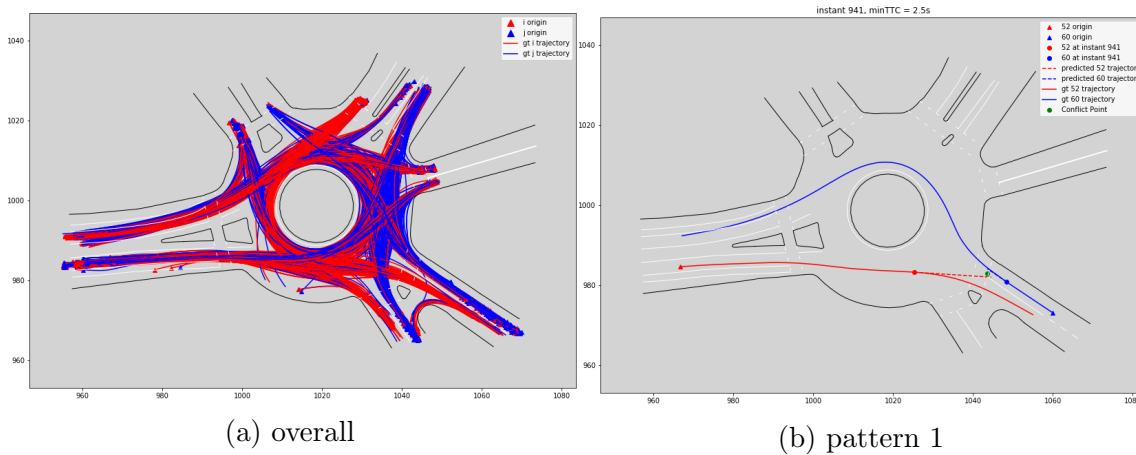 instant 941, minTTC = 2.5s
i origin
j origin
gt i trajectory
gt j trajectory
1040
1020
1000
980
960
960
980
1000
1020
1040
1060
1080
52 origin
60 origin
52 at instant 941
60 at instant 941
predicted 52 trajector
predicted 60 trajector
gt 52 trajectory
gt 60 trajectory
Conflict Point
1040
1020
1000
980
960
960
980
1000
1020
1040
1060
1080
(a) overall
(b) pattern 1